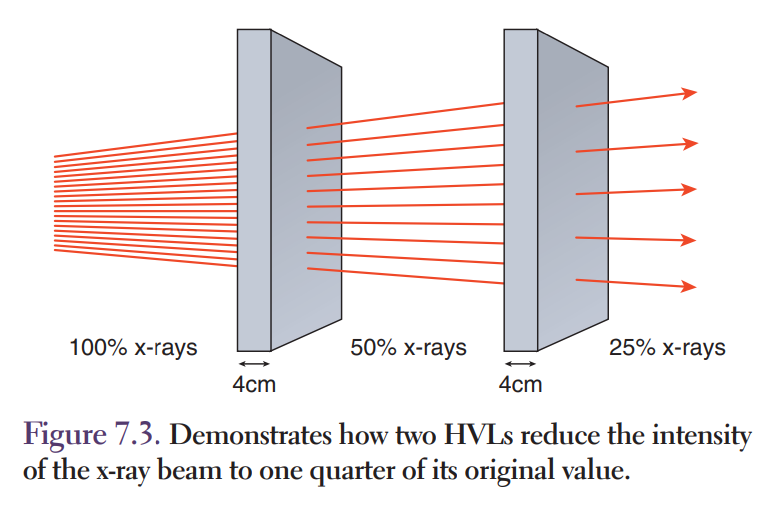 100% x-rays
50% x-rays
25% x-rays
4cm
4cm
Figure 7.3. Demonstrates how two HVLs reduce the intensity
of the x-ray beam to one quarter of its original value.